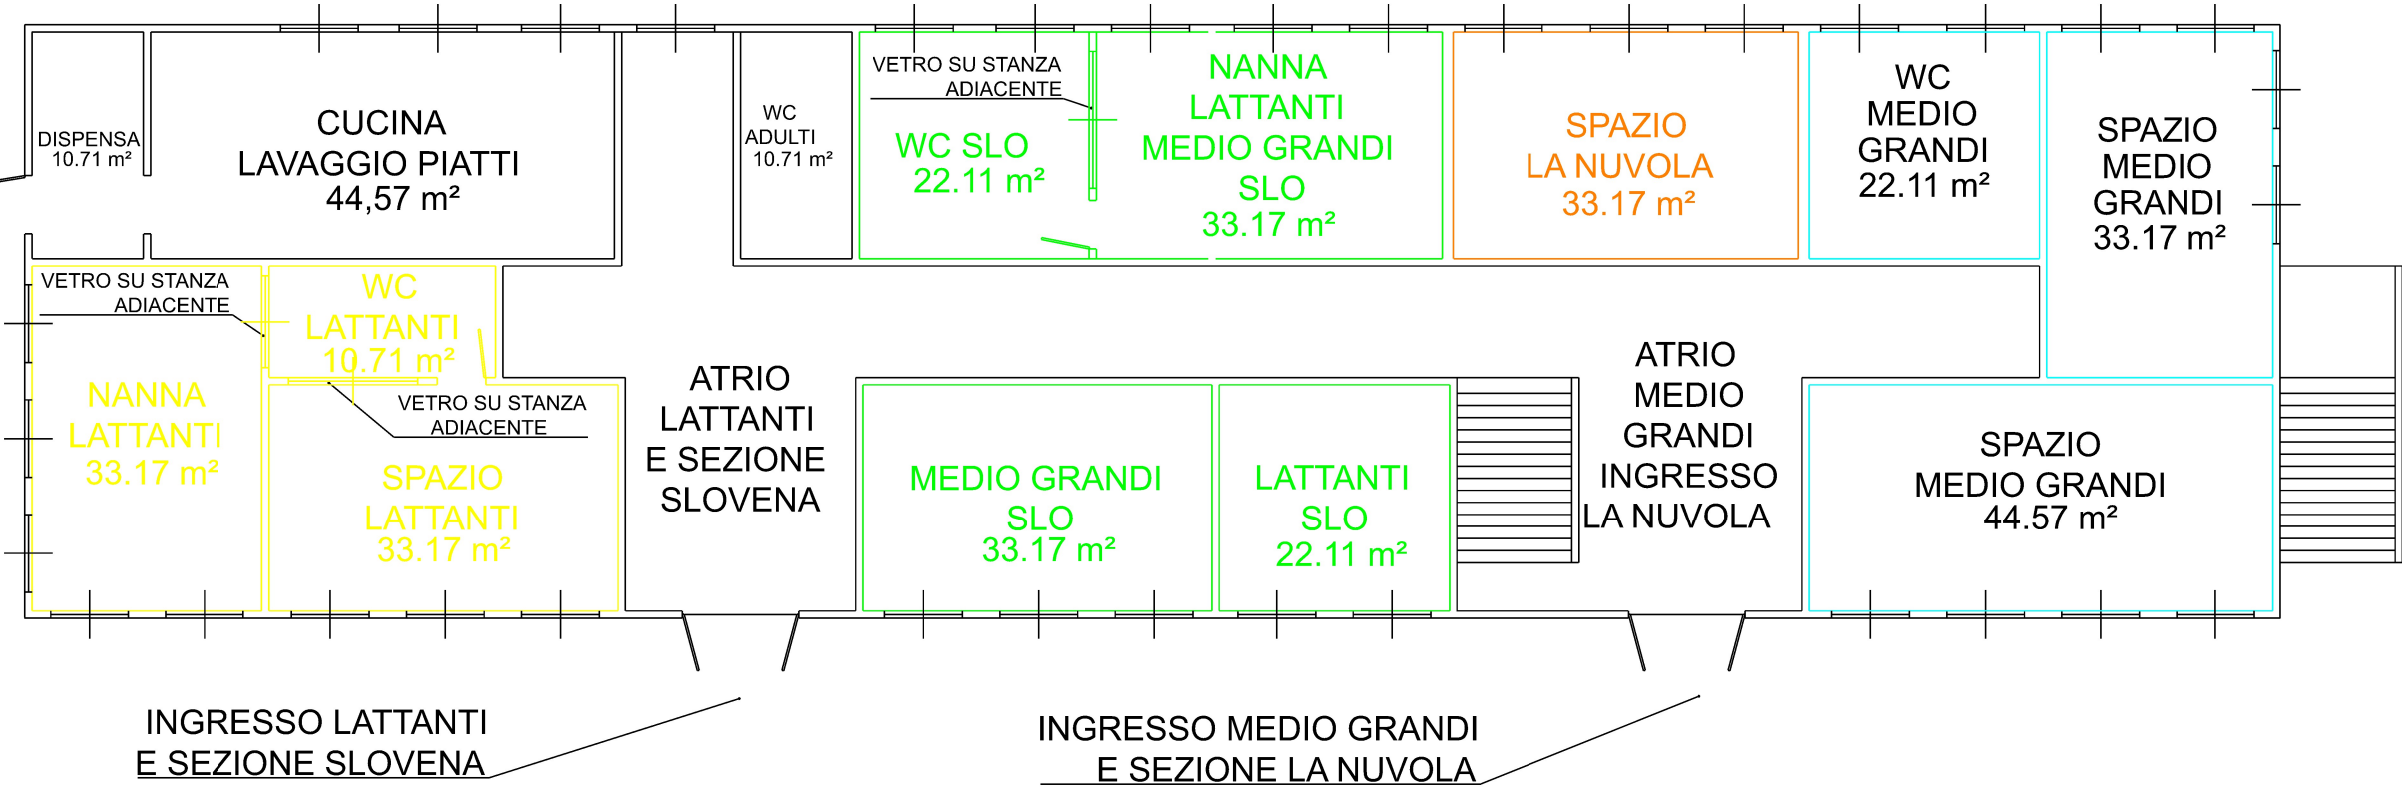 DISPENSA
10.71 m²
CUCINA
LAVAGGIO PIATTI
44,57 m²
WC
ADULTI
10.71 m²
VETRO SU STANZA
ADIACENTE
WC SLO
22.11 m²
NANNA
LATTANTI
MEDIO GRANDI
SLO
33.17 m²
SPAZIO
LA NUVOLA
33.17 m²
WC
MEDIO
GRANDI
22.11 m²
SPAZIO
MEDIO
GRANDI
33.17 m²
VETRO SU STANZA
ADIACENTE
WC
LATTANTI
10.71 m²
NANNA
LATTANTI
33.17 m²
VETRO SU STANZA
ADIACENTE
SPAZIO
LATTANTI
33.17 m²
ATRIO
LATTANTI
E SEZIONE
SLOVENA
MEDIO GRANDI
SLO
33.17 m²
LATTANTI
SLO
22.11 m²
ATRIO
MEDIO
GRANDI
INGRESSO
LA NUVOLA
SPAZIO
MEDIO GRANDI
44.57 m²
INGRESSO LATTANTI
E SEZIONE SLOVENA
INGRESSO MEDIO GRANDI
E SEZIONE LA NUVOLA